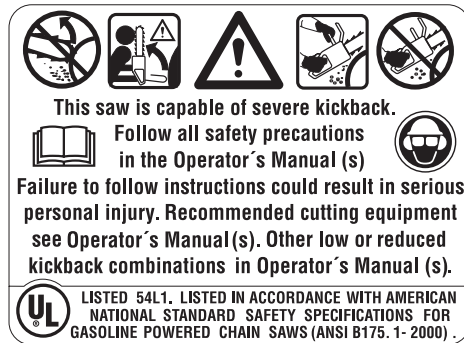 This saw is capable of severe kickback.
Follow all safety precautions
in the Operator´s Manual (s)
Failure to follow instructions could result in serious
personal injury. Recommended cutting equipment
see Operator´s Manual (s). Other low or reduced
kickback combinations in Operator´s Manual (s).
UL ®
LISTED 54L1. LISTED IN ACCORDANCE WITH AMERICAN
NATIONAL STANDARD SAFETY SPECIFICATIONS FOR
GASOLINE POWERED CHAIN SAWS (ANSI B175. 1- 2000) .